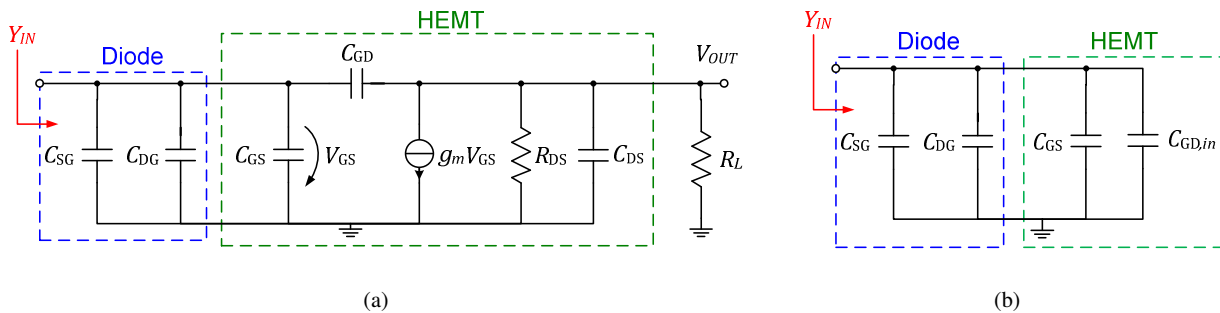 HEMT
Y_IN
Diode
C_GD
V_OUT
C_SG
C_DG
C_GS
V_GS
g_mV_GS
R_DS
C_DS
R_L
(a)
Y_IN
Diode
HEMT
C_SG
C_DG
C_GS
C_GD,in
(b)